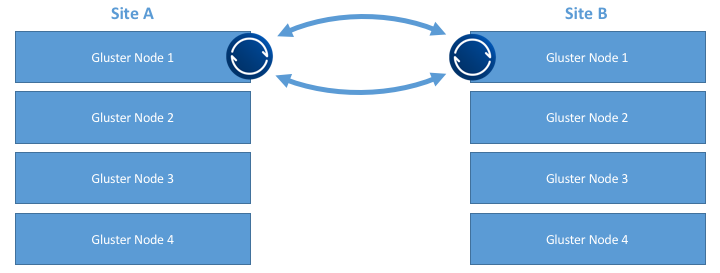 Site A
Site B
Gluster Node 1
Gluster Node 1
Gluster Node 2
Gluster Node 2
Gluster Node 3
Gluster Node 3
Gluster Node 4
Gluster Node 4